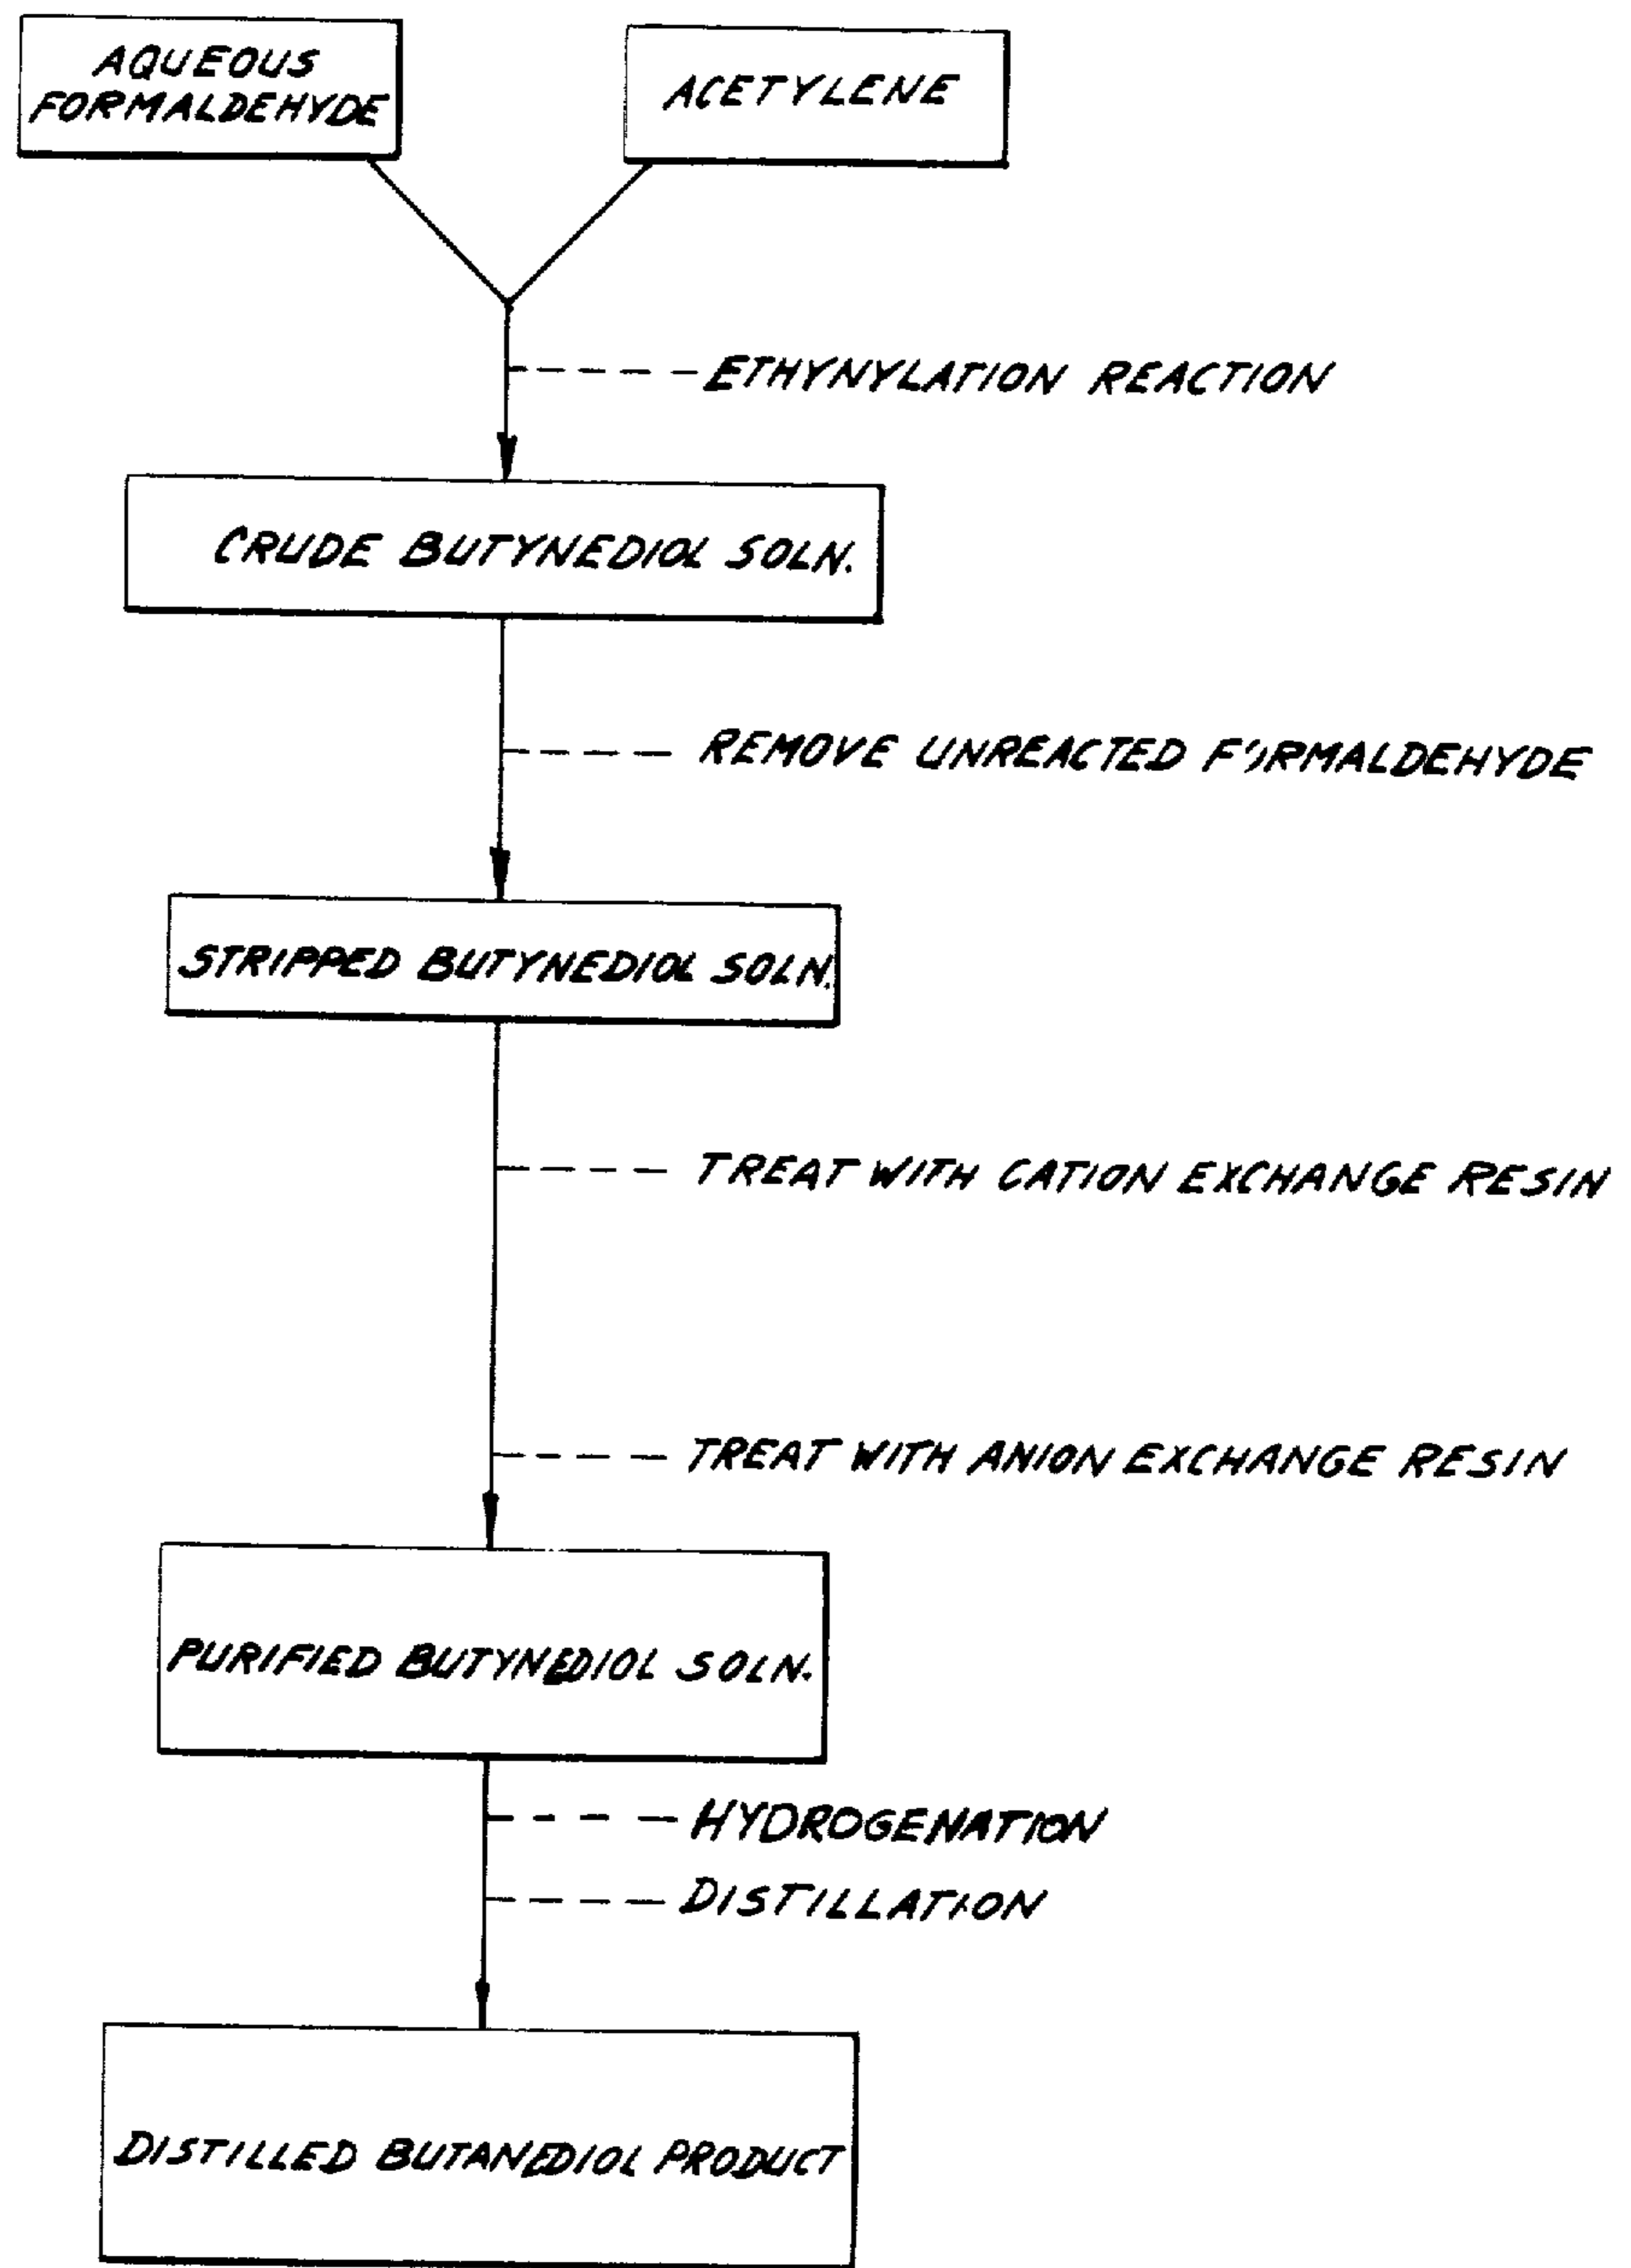 AQUEOUS
FORMALDEHYDE
ACETYLENE
ETHYNYLATION REACTION
CRUDE BUTYNEDIOL SOLN.
REMOVE UNREACTED FORMALDEHYDE
STRIPPED BUTYNEDIOL SOLN.
TREAT WITH CATION EXCHANGE RESIN
TREAT WITH ANION EXCHANGE RESIN
PURIFIED BUTYNEDIOL SOLN.
HYDROGENATION
DISTILLATION
DISTILLED BUTANEDIOL PRODUCT